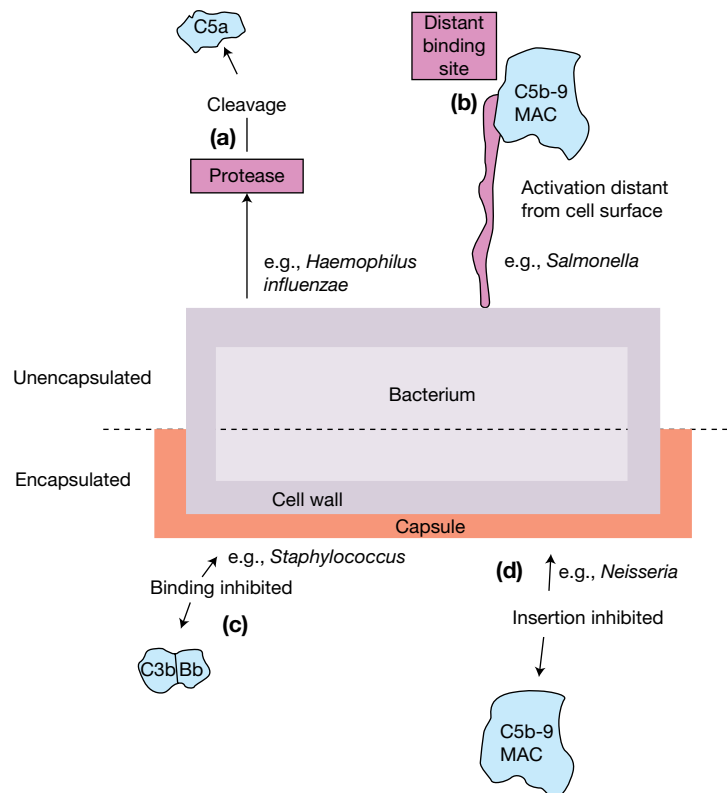 C5a
Cleavage
(a)
Protease
e.g., Haemophilus
influenzae
Distant
binding
site
(b)
C5b-9
MAC
Activation distant
from cell surface
e.g., Salmonella
Unencapsulated
Bacterium
Encapsulated
Cell wall
Capsule
e.g., Staphylococcus
Binding inhibited
(c)
C3b Bb
(d)
e.g., Neisseria
Insertion inhibited
C5b-9
MAC